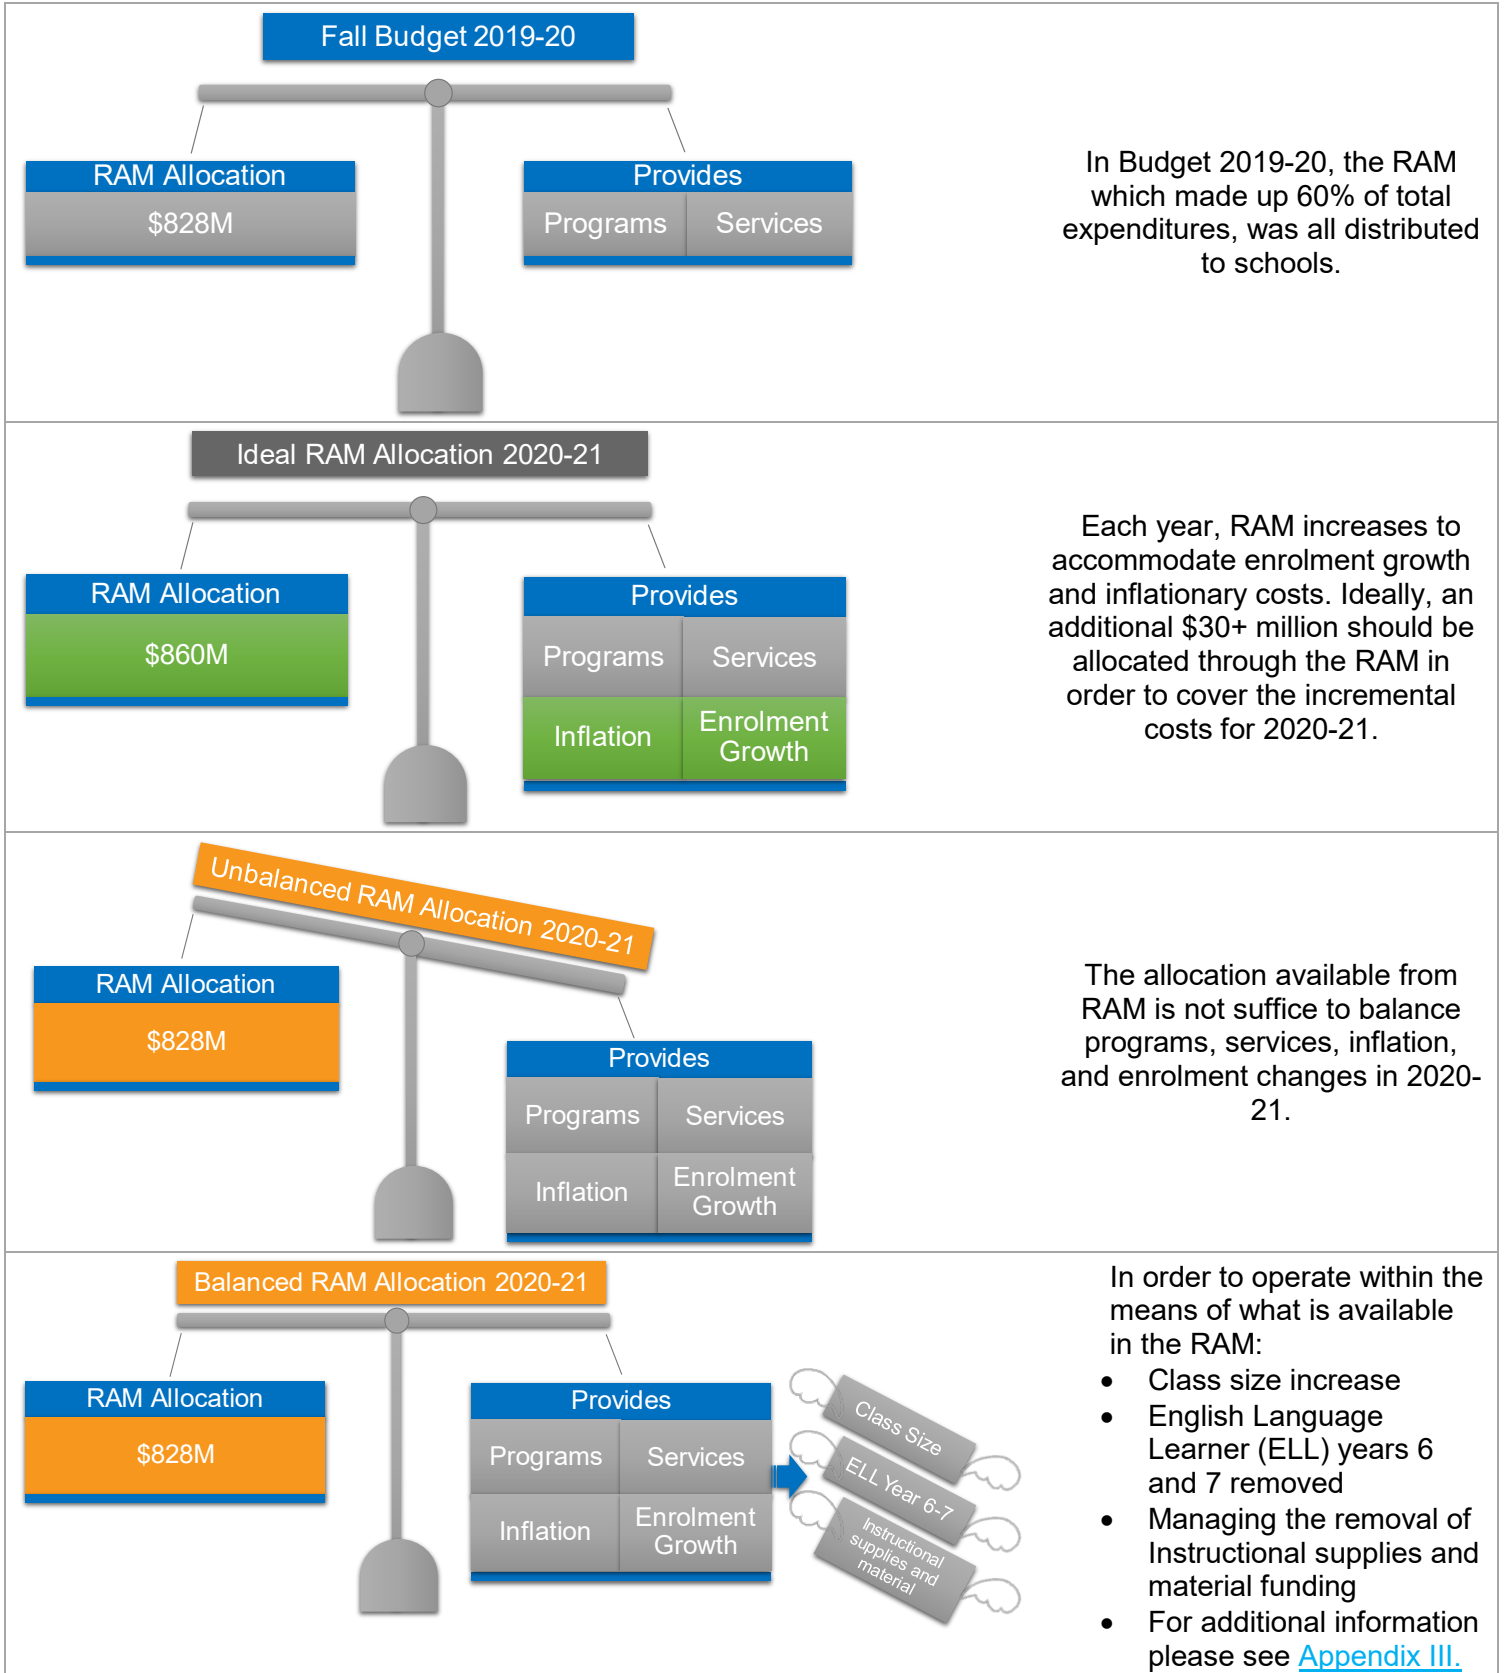 Fall Budget 2019-20
RAM Allocation
$828M
Provides
Programs
Services
In Budget 2019-20, the RAM
which made up 60% of total
expenditures, was all distributed
to schools.
Ideal RAM Allocation 2020-21
RAM Allocation
$860M
Provides
Programs
Services
Inflation
Enrolment
Growth
Each year, RAM increases to
accommodate enrolment growth
and inflationary costs. Ideally, an
additional $30+ million should be
allocated through the RAM in
order to cover the incremental
costs for 2020-21.
Unbalanced RAM Allocation 2020-21
RAM Allocation
$828M
Provides
Programs
Services
Inflation
Enrolment
Growth
The allocation available from
RAM is not suffice to balance
programs, services, inflation,
and enrolment changes in 2020-
21.
Balanced RAM Allocation 2020-21
RAM Allocation
$828M
Provides
Programs
Services
Inflation
Enrolment
Growth
Class Size
ELL Year 6-7
Instructional
supplies and
material
In order to operate within the
means of what is available
in the RAM:
• Class size increase
• English Language
Learner (ELL) years 6
and 7 removed
• Managing the removal of
Instructional supplies and
material funding
• For additional information
please see Appendix III.